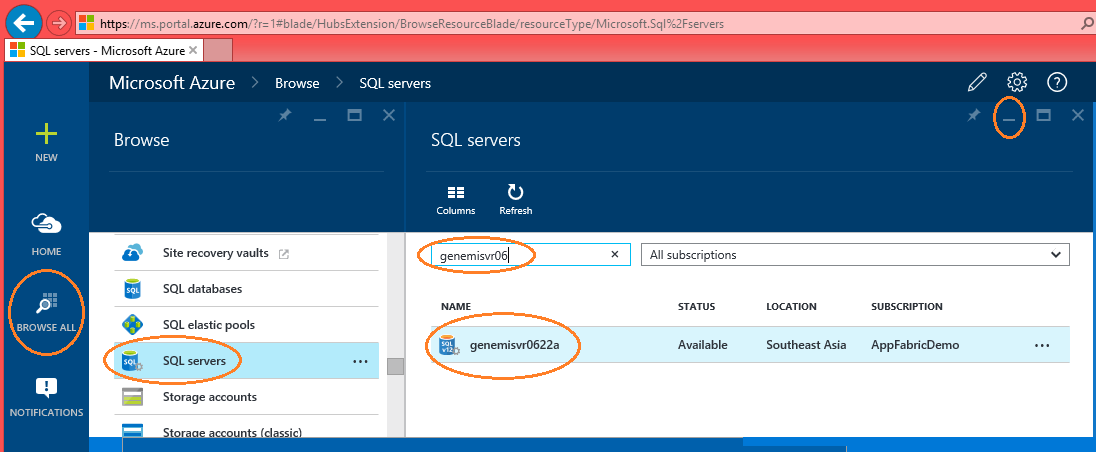 https://ms.portal.azure.com/?r=1#blade/HubsExtension/BrowseResourceBlade/resourceType/Microsoft.Sql%2Fservers
SQL servers - Microsoft Azure
Microsoft Azure > Browse > SQL servers
NEW
HOME
BROWSE ALL
NOTIFICATIONS
Browse
Site recovery vaults
SQL databases
SQL elastic pools
SQL servers
Storage accounts
Storage accounts (classic)
SQL servers
Columns Refresh
genemisvr06 All subscriptions
NAME STATUS LOCATION SUBSCRIPTION
genemisvr0622a Available Southeast Asia AppFabricDemo